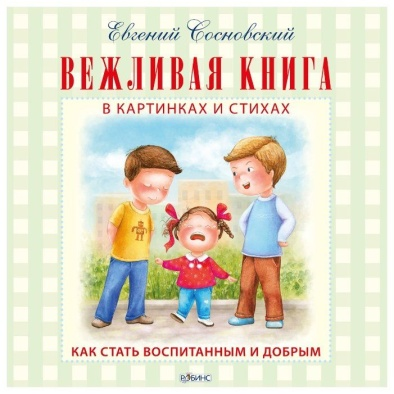 Евгений Сосновский
ВЕЖЛИВАЯ КНИГА
В КАРТИНКАХ И СТИХАХ
КАК СТАТЬ ВОСПИТАННЫМ И ДОБРЫМ
РОБИНС